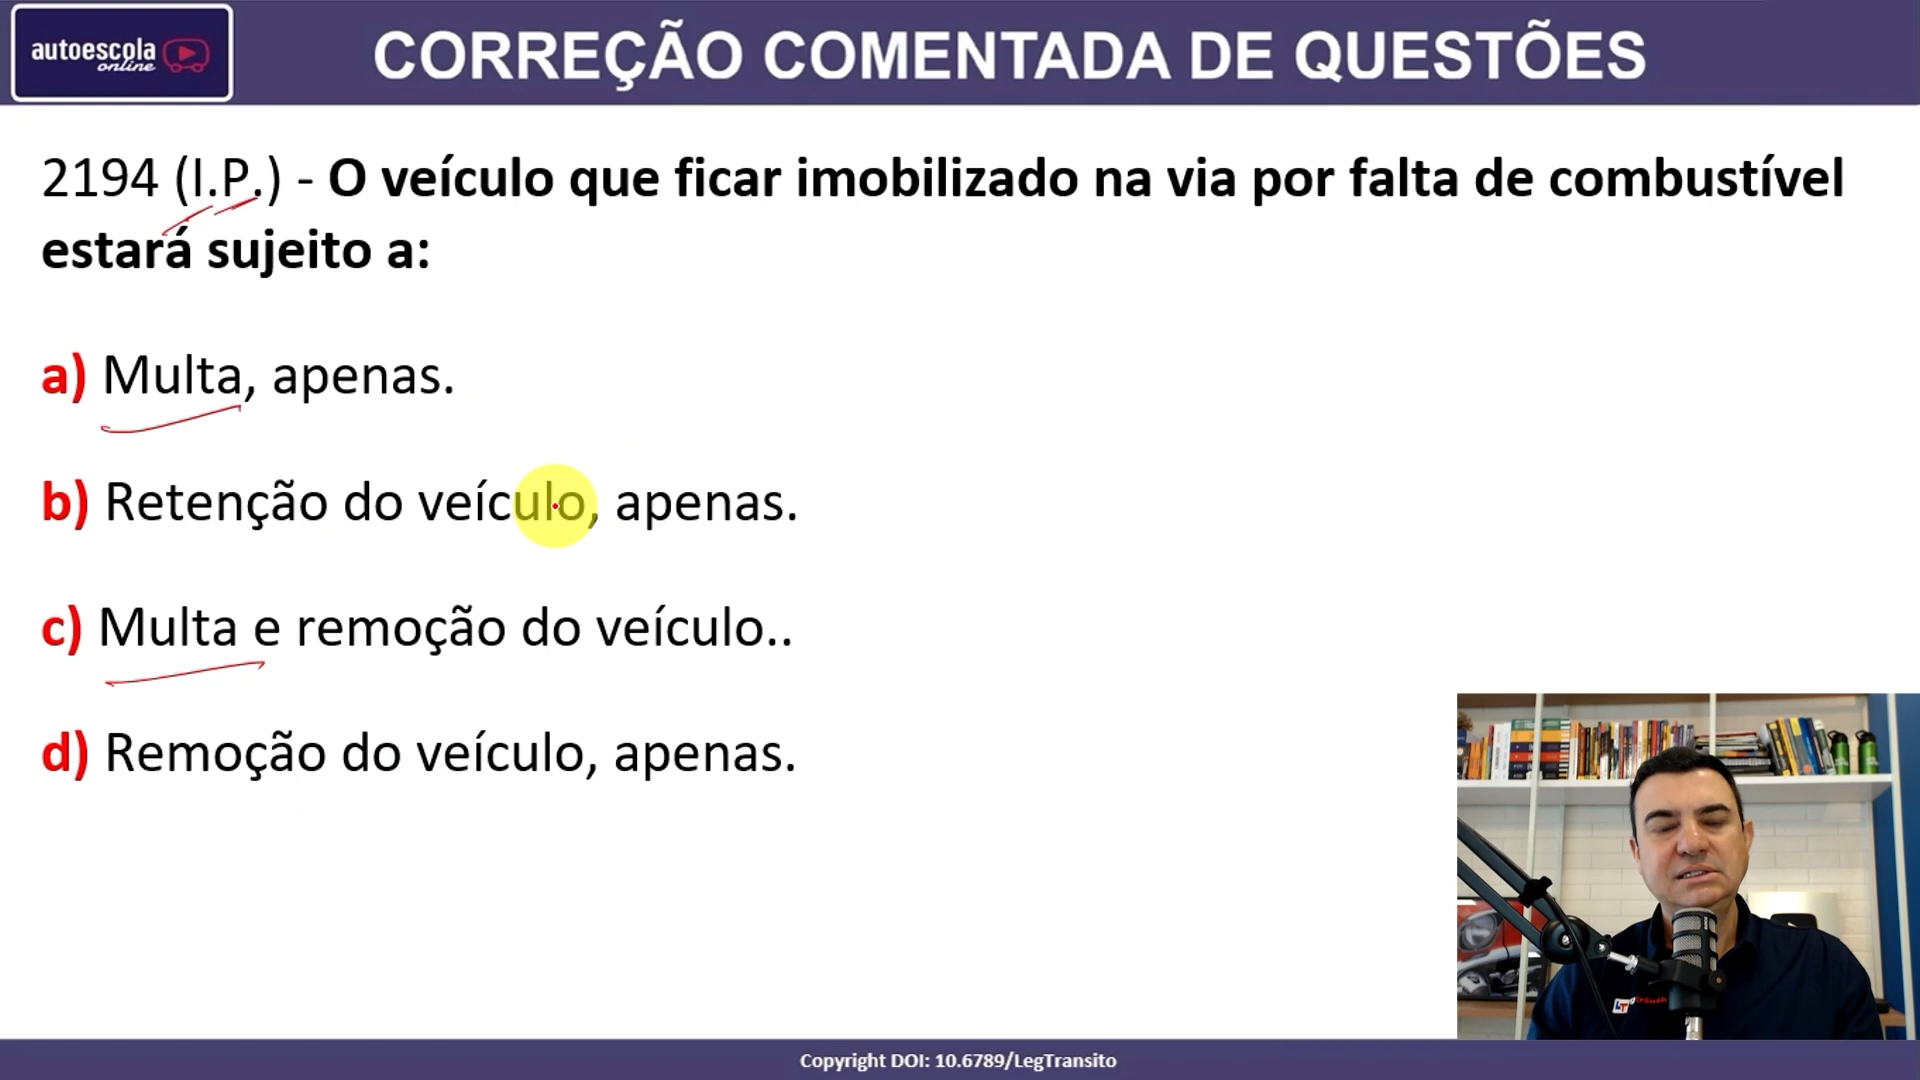 autoescola
online
CORREÇÃO COMENTADA DE QUESTÕES
2194 (I.P.) - O veículo que ficar imobilizado na via por falta de combustível
estará sujeito a:
a) Multa, apenas.
b) Retenção do veículo, apenas.
c) Multa e remoção do veículo..
d) Remoção do veículo, apenas.
LT
Copyright DOI: 10.6789/LegTransito